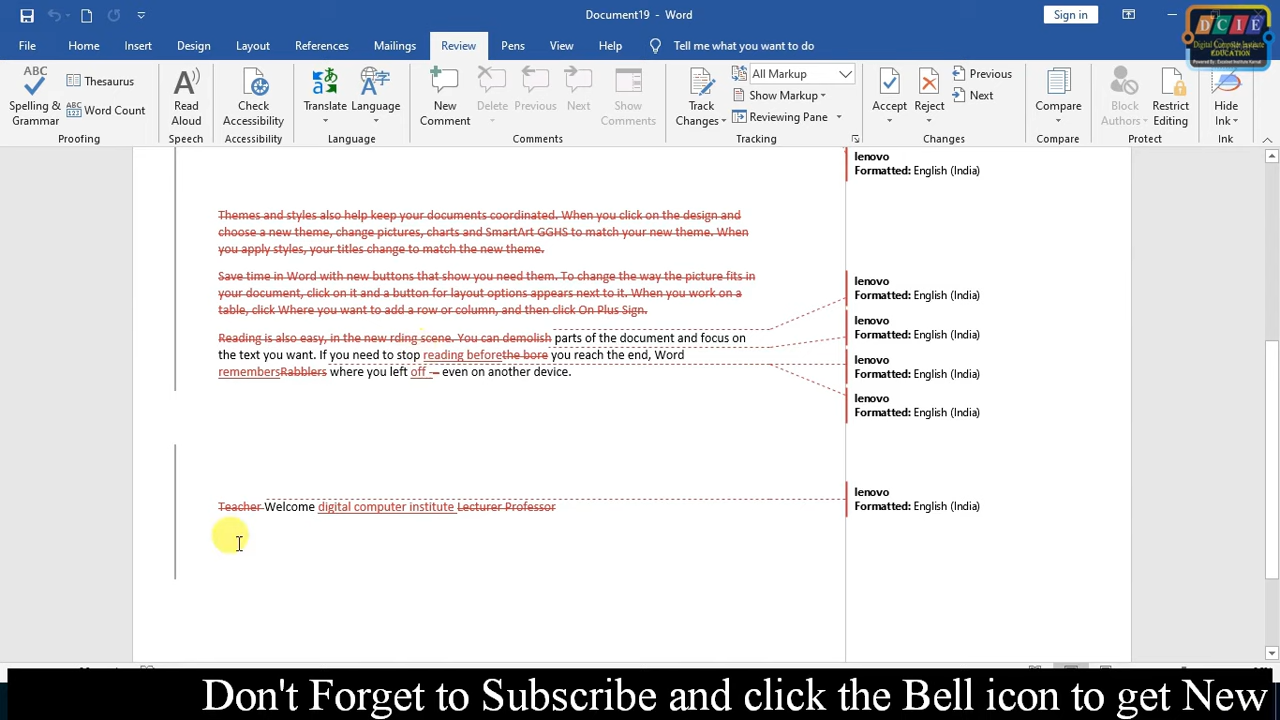 Document19 - Word
Sign in
DCIE
Digital Computer Institute
EDUCATION
File Home Insert Design Layout References Mailings Review Pens View Help Tell me what you want to do
ABC
Spelling & Grammar
Thesaurus
ABC 123 Word Count
Proofing
Read Aloud
Speech
Check Accessibility
Accessibility
Translate
Language
Language
New Comment
Delete
Previous
Next
Show Comments
Comments
Track Changes
All Markup
Show Markup
Reviewing Pane
Tracking
Accept
Reject
Previous
Next
Changes
Compare
Compare
Block Authors
Restrict Editing
Protect
Hide Ink
Ink
lenovo
Formatted: English (India)
Themes and styles also help keep your documents coordinated. When you click on the design and
choose a new theme, change pictures, charts and SmartArt GGHS to match your new theme. When
you apply styles, your titles change to match the new theme.
Save time in Word with new buttons that show you need them. To change the way the picture fits in
your document, click on it and a button for layout options appears next to it. When you work on a
table, click Where you want to add a row or column, and then click On Plus Sign.
Reading is also easy, in the new rding scene. You can demolish parts of the document and focus on
the text you want. If you need to stop reading beforethe bore you reach the end, Word
remembersRabblers where you left off -– even on another device.
lenovo
Formatted: English (India)
lenovo
Formatted: English (India)
lenovo
Formatted: English (India)
lenovo
Formatted: English (India)
Teacher Welcome digital computer institute Lecturer Professor
lenovo
Formatted: English (India)
Don't Forget to Subscribe and click the Bell icon to get New